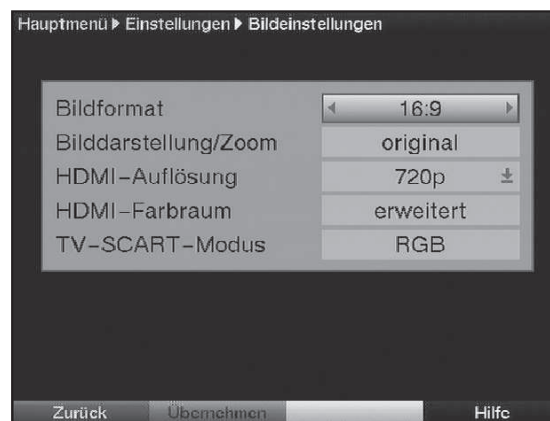 Hauptmenü ▶ Einstellungen ▶ Bildeinstellungen
Bildformat 16:9
Bilddarstellung/Zoom original
HDMI-Auflösung 720p
HDMI-Farbraum erweitert
TV-SCART-Modus RGB
Zurück Übernehmen Hilfe